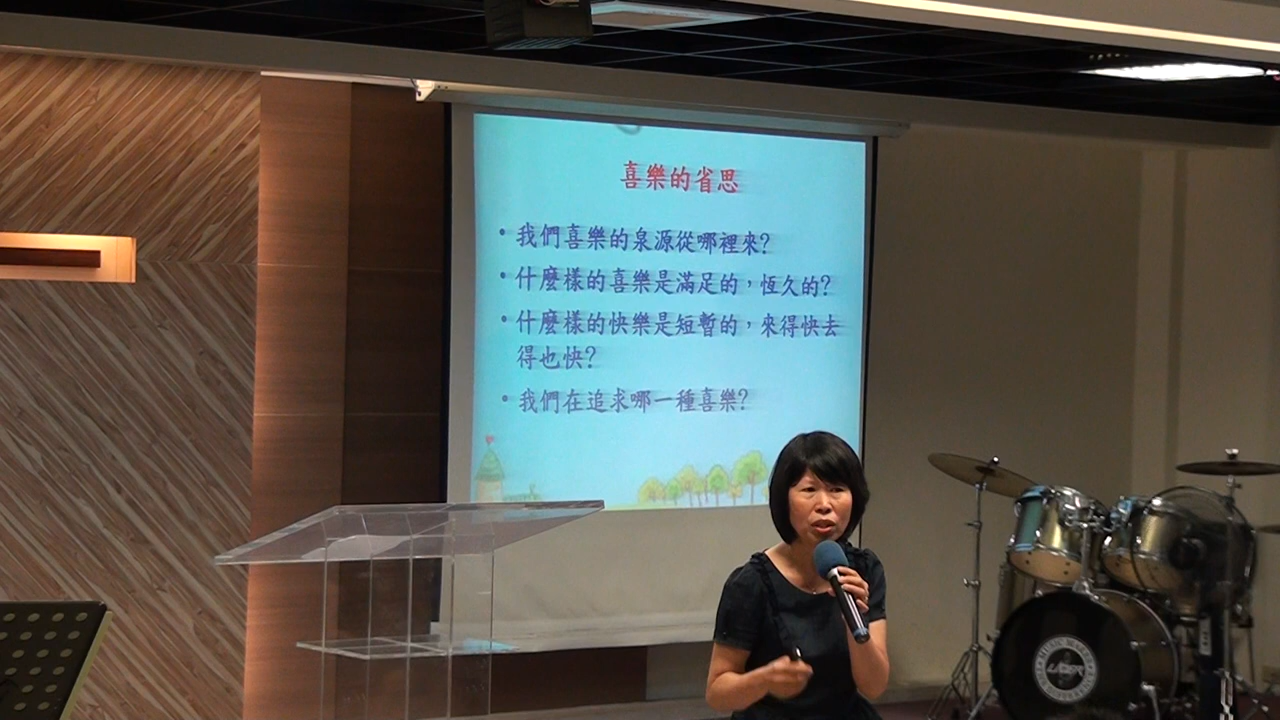 喜樂的省思
• 我們喜樂的泉源從哪裡來?
• 什麼樣的喜樂是滿足的，恆久的?
• 什麼樣的快樂是短暫的，來得快去
得也快?
• 我們在追求哪一種喜樂?